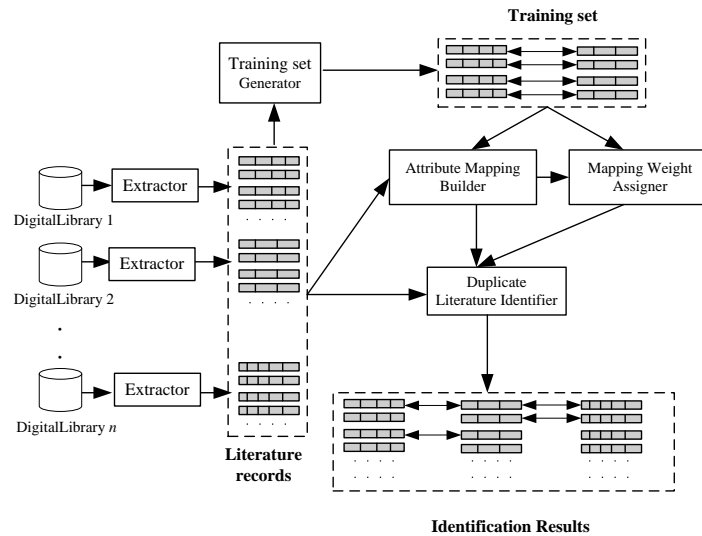 Training set
Training set
Generator
Attribute Mapping
Builder
Mapping Weight
Assigner
Extractor
DigitalLibrary 1
. . . .
Extractor
DigitalLibrary 2
. . . .
Duplicate
Literature Identifier
.
.
Extractor
DigitalLibrary n
. . . .
Literature
records
. . . .
. . . .
. . . .
. . . .
. . . .
. . . .
Identification Results